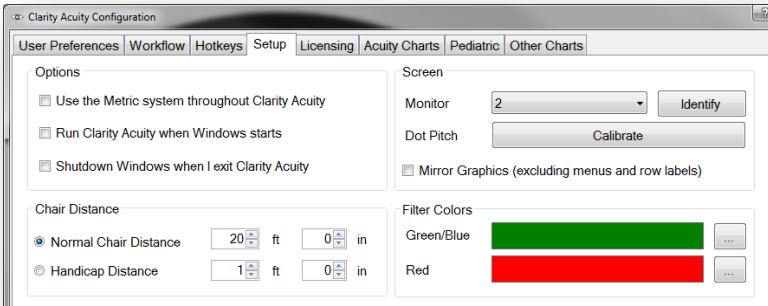 Clarity Acuity Configuration
User Preferences Workflow Hotkeys Setup Licensing Acuity Charts Pediatric Other Charts
Options
Use the Metric system throughout Clarity Acuity
Run Clarity Acuity when Windows starts
Shutdown Windows when I exit Clarity Acuity
Screen
Monitor 2 Identify
Dot Pitch Calibrate
Mirror Graphics (excluding menus and row labels)
Chair Distance
Normal Chair Distance 20 ft 0 in
Handicap Distance 1 ft 0 in
Filter Colors
Green/Blue ...
Red ...